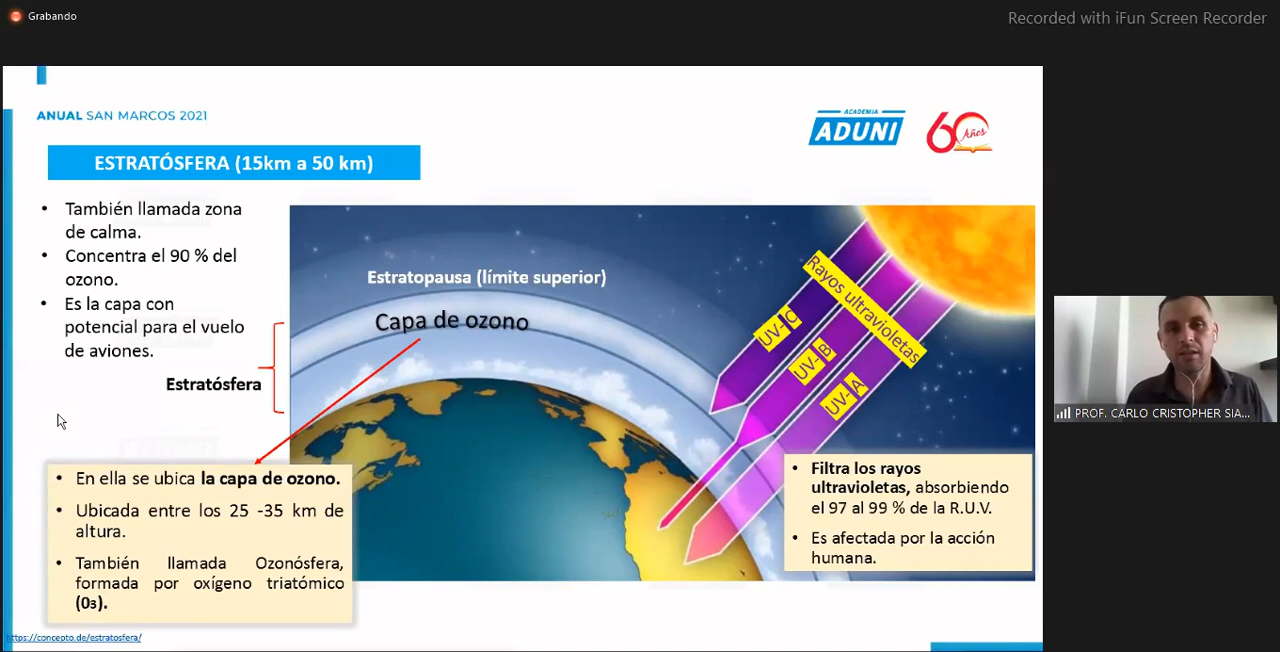 Grabando
Recorded with iFun Screen Recorder
ANUAL SAN MARCOS 2021
ACADEMIA
ADUNI
60 Años
ESTRATÓSFERA (15km a 50 km)
• También llamada zona
de calma.
• Concentra el 90 % del
ozono.
• Es la capa con
potencial para el vuelo
de aviones.
Estratósfera
Estratopausa (límite superior)
Capa de ozono
Rayos ultravioletas
UV-C
UV-B
UV-A
• En ella se ubica la capa de ozono.
• Ubicada entre los 25 -35 km de
altura.
• También llamada Ozonósfera,
formada por oxígeno triatómico
(03).
• Filtra los rayos
ultravioletas, absorbiendo
el 97 al 99 % de la R.U.V.
• Es afectada por la acción
humana.
PROF. CARLO CRISTOPHER SIA...
https://concepto.de/estratosfera/